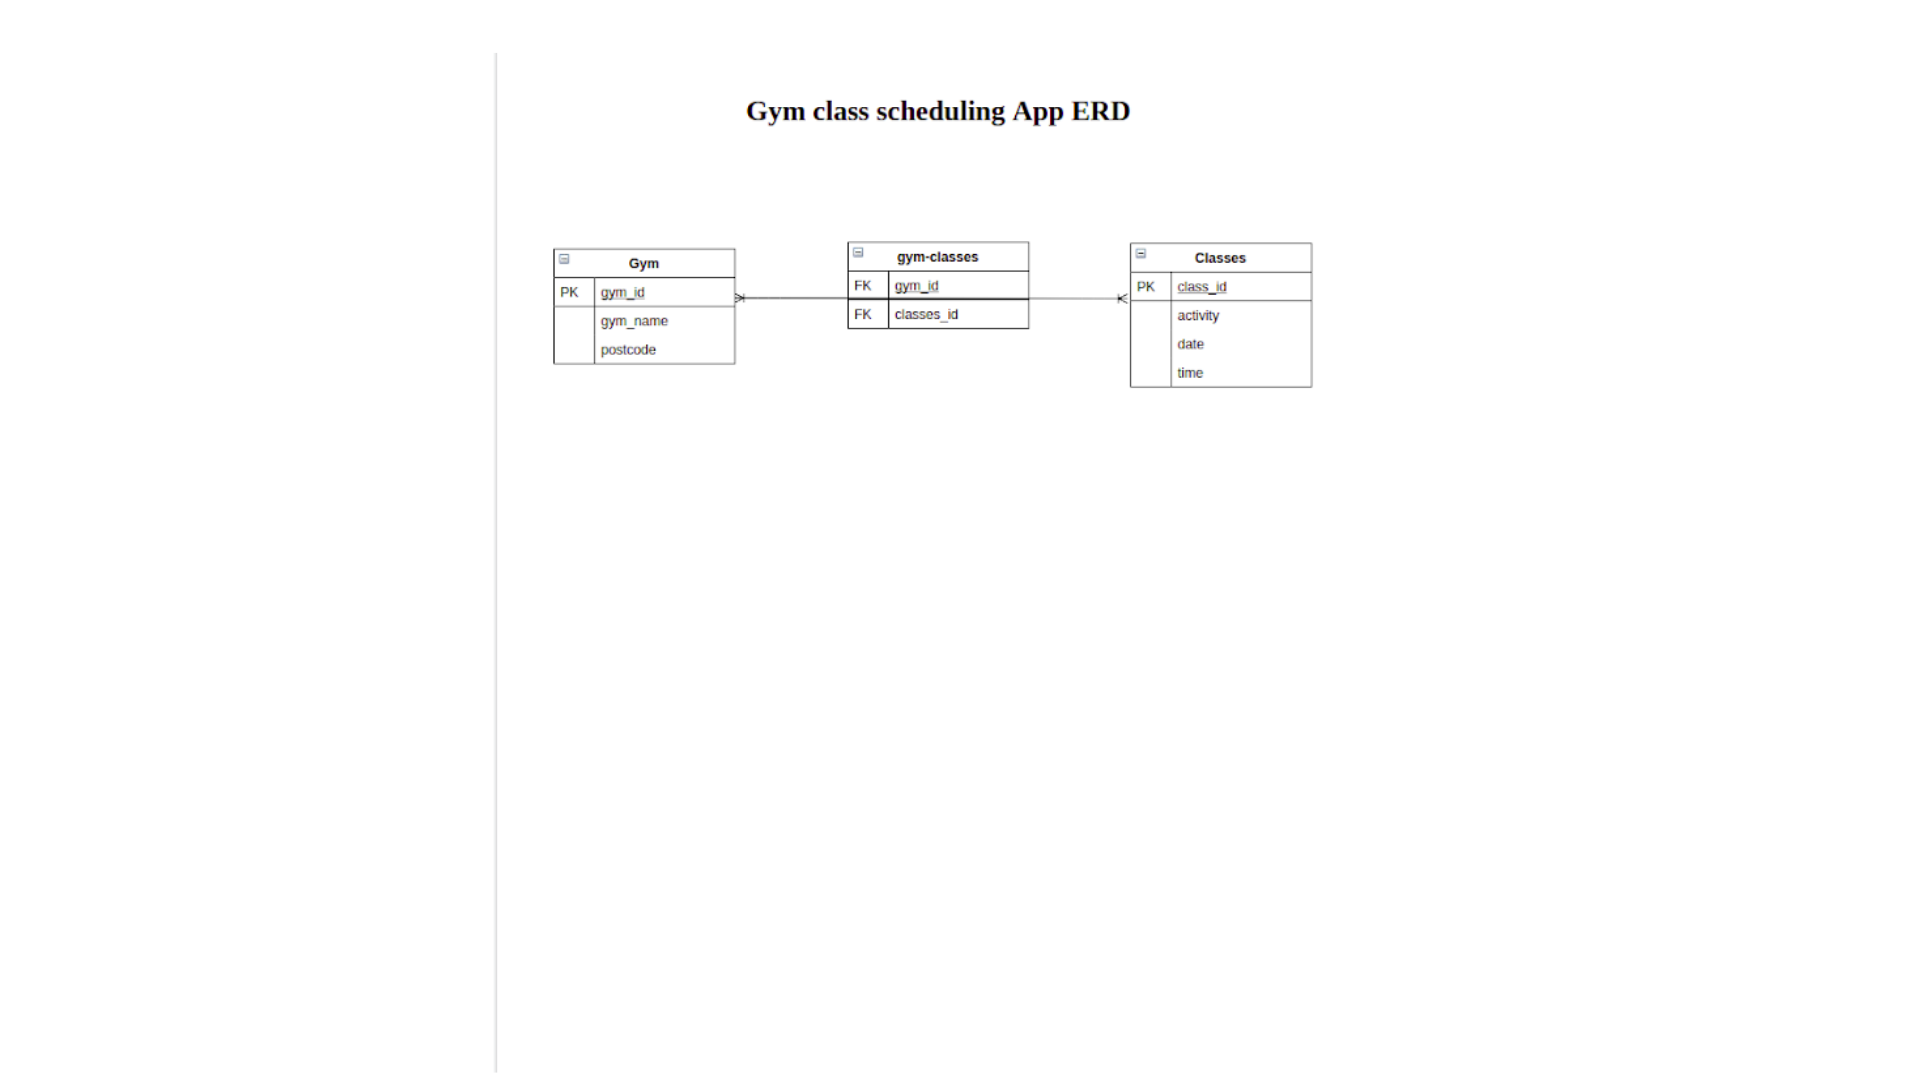 Gym class scheduling App ERD
Gym
PK gym_id
gym_name
postcode
gym-classes
FK gym_id
FK classes_id
Classes
PK class_id
activity
date
time